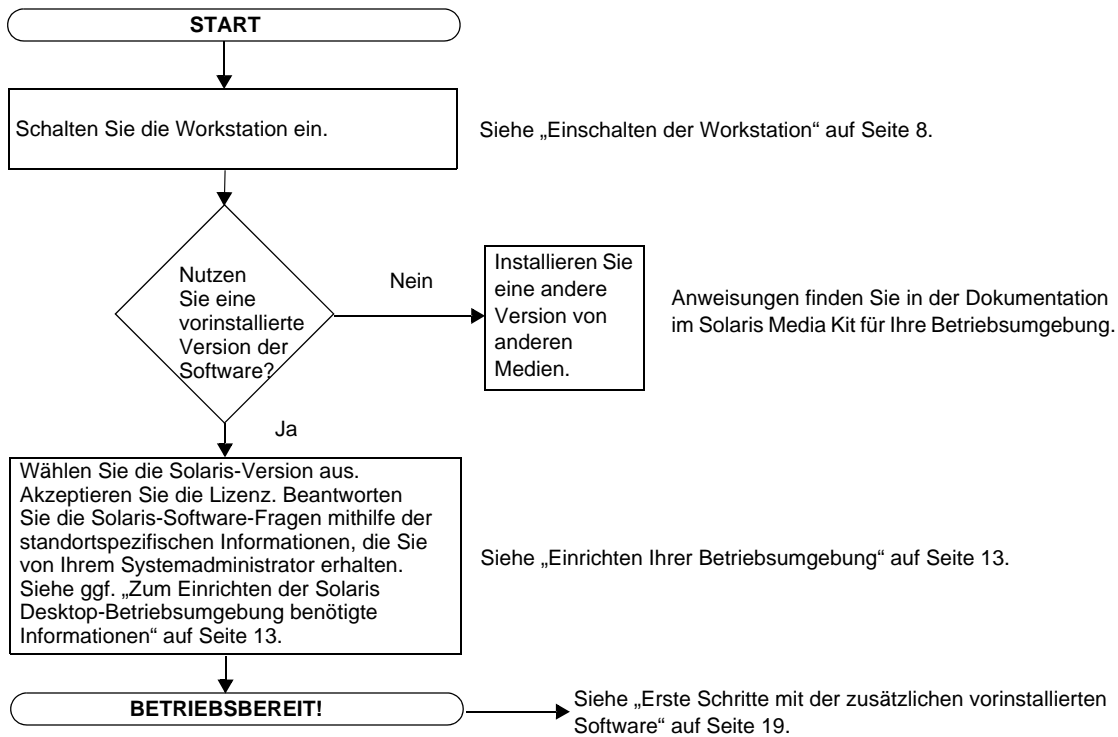 START
Schalten Sie die Workstation ein.
Siehe „Einschalten der Workstation“ auf Seite 8.
Nutzen
Sie eine
vorinstallierte
Version der
Software?
Nein
Installieren Sie
eine andere
Version von
anderen
Medien.
Anweisungen finden Sie in der Dokumentation
im Solaris Media Kit für Ihre Betriebsumgebung.
Ja
Wählen Sie die Solaris-Version aus.
Akzeptieren Sie die Lizenz. Beantworten
Sie die Solaris-Software-Fragen mithilfe der
standortspezifischen Informationen, die Sie
von Ihrem Systemadministrator erhalten.
Siehe ggf. „Zum Einrichten der Solaris
Desktop-Betriebsumgebung benötigte
Informationen“ auf Seite 13.
Siehe „Einrichten Ihrer Betriebsumgebung“ auf Seite 13.
BETRIEBSBEREIT!
Siehe „Erste Schritte mit der zusätzlichen vorinstallierten
Software“ auf Seite 19.